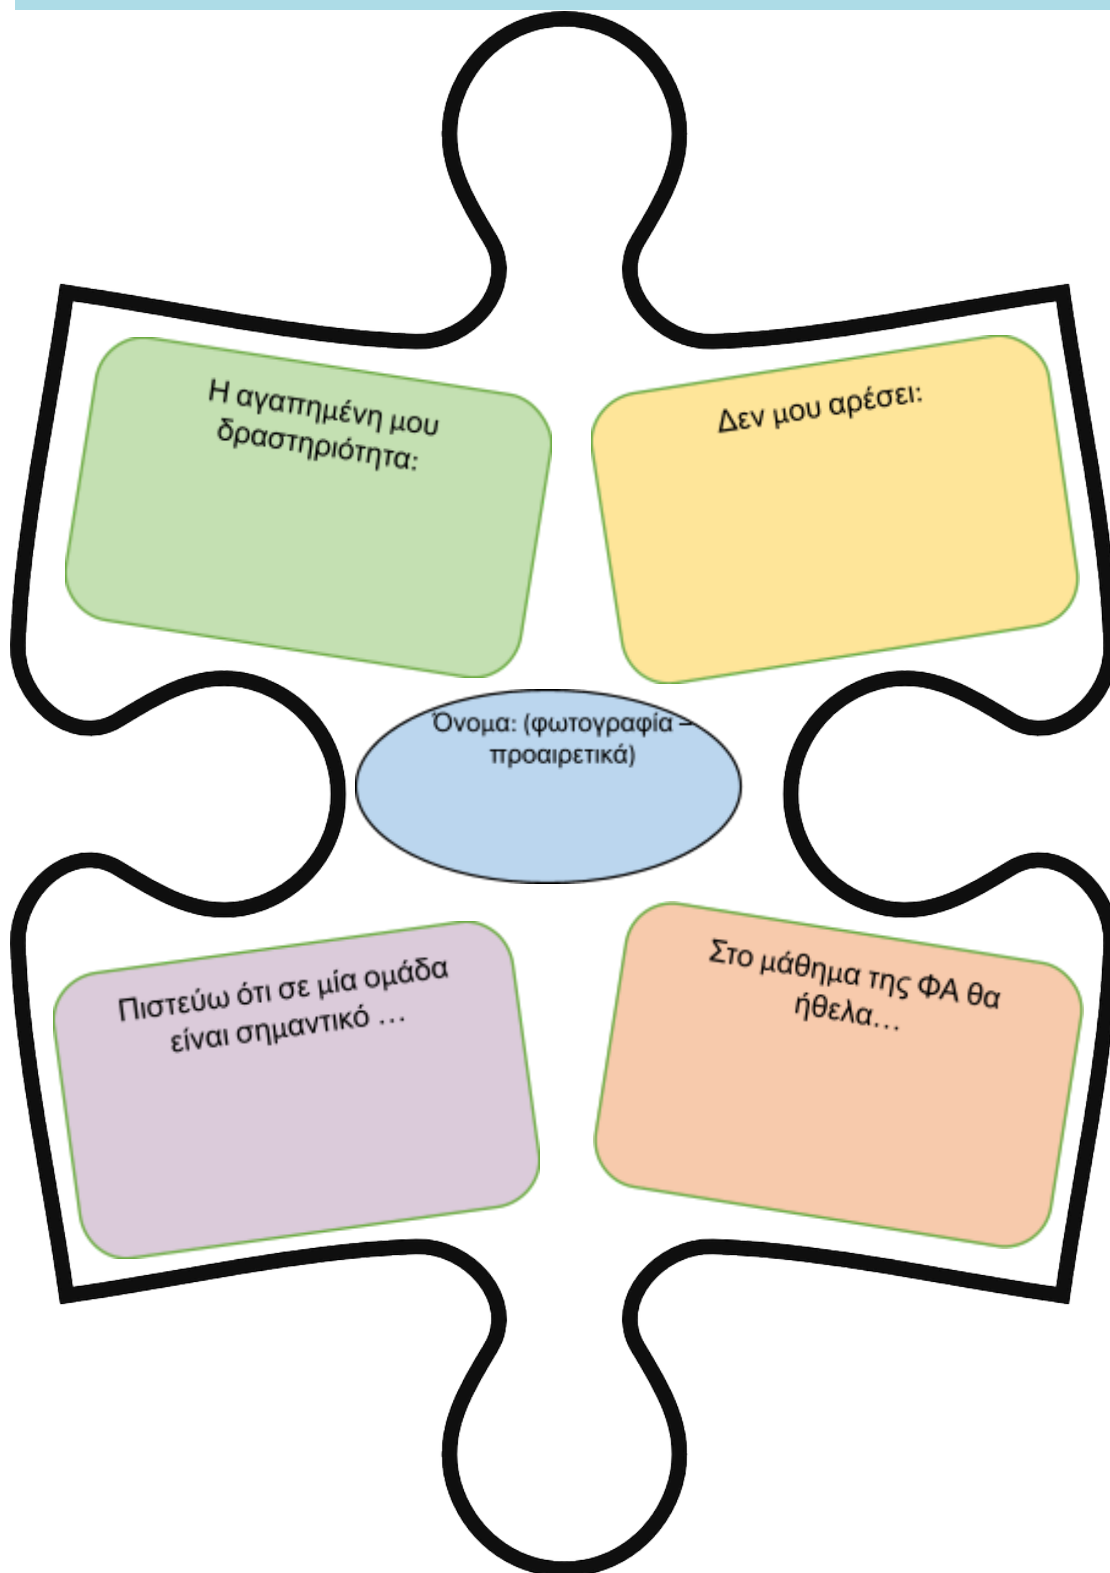 Η αγαπημένη μου
δραστηριότητα:
Δεν μου αρέσει:
Όνομα: (φωτογραφία –
προαιρετικά)
Πιστεύω ότι σε μία ομάδα
είναι σημαντικό …
Στο μάθημα της ΦΑ θα
ήθελα…